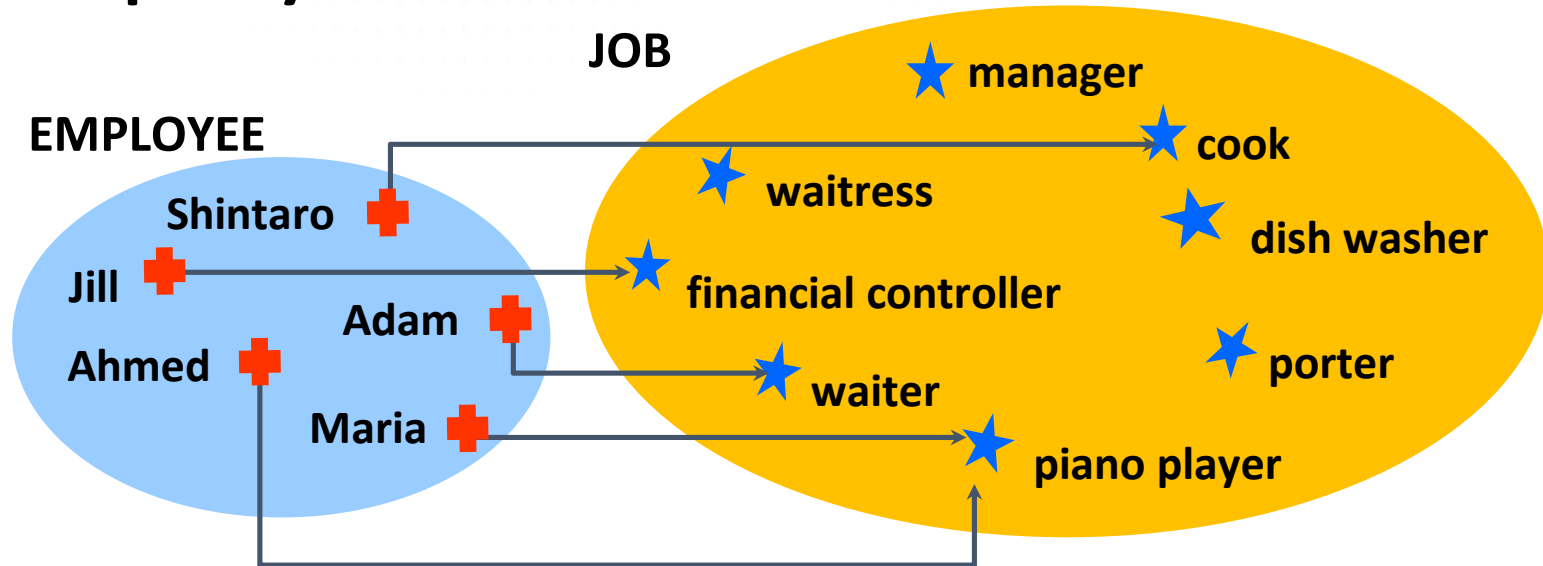 JOB
manager
EMPLOYEE
cook
waitress
Shintaro
dish washer
Jill
financial controller
Adam
Ahmed
porter
waiter
Maria
piano player